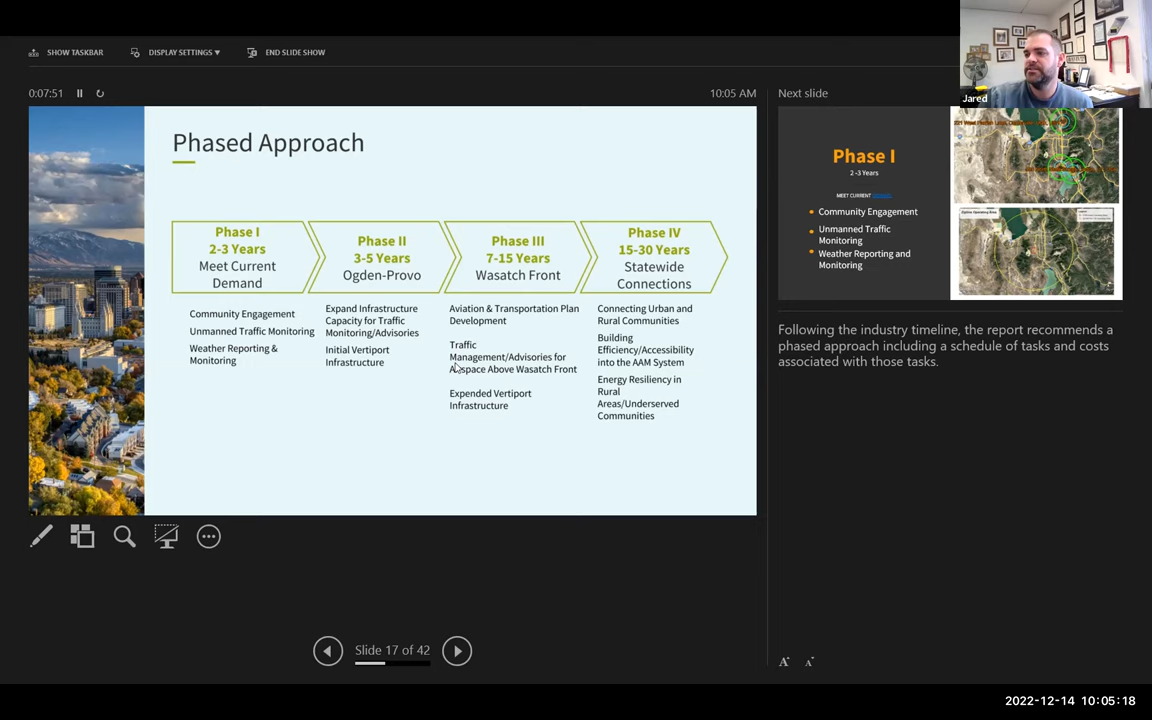 SHOW TASKBAR
DISPLAY SETTINGS ▾
END SLIDE SHOW
Jared
0:07:51
10:05 AM
Next slide
Phased Approach
Phase I
2-3 Years
Meet Current
Demand
Community Engagement
Unmanned Traffic Monitoring
Weather Reporting &
Monitoring
Phase II
3-5 Years
Ogden-Provo
Expand Infrastructure
Capacity for Traffic
Monitoring/Advisories
Initial Vertiport
Infrastructure
Phase III
7-15 Years
Wasatch Front
Aviation & Transportation Plan
Development
Traffic
Management/Advisories for
Airspace Above Wasatch Front
Expended Vertiport
Infrastructure
Phase IV
15-30 Years
Statewide
Connections
Connecting Urban and
Rural Communities
Building
Efficiency/Accessibility
into the AAM System
Energy Resiliency in
Rural
Areas/Underserved
Communities
Phase I
2 -3 Years
MEET CURRENT
Community Engagement
Unmanned Traffic
Monitoring
Weather Reporting and
Monitoring
Following the industry timeline, the report recommends a
phased approach including a schedule of tasks and costs
associated with those tasks.
Slide 17 of 42
A A
2022-12-14 10:05:18